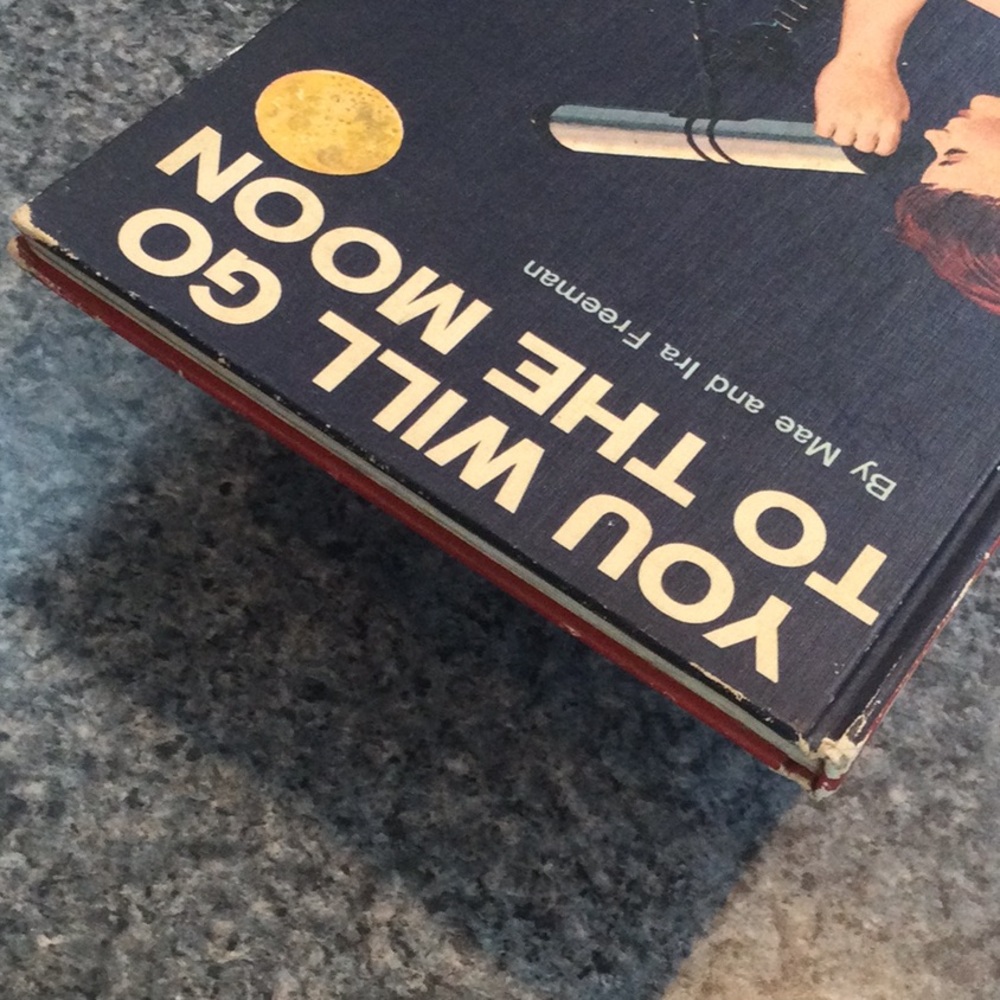 YOU WILL GO
TO THE MOON
By Mae and Ira Freeman